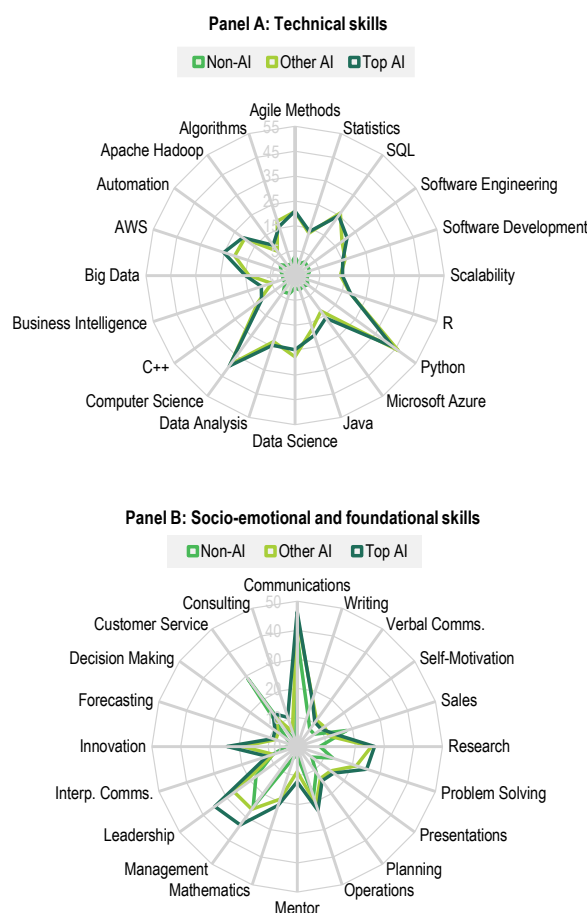 Panel A: Technical skills
Non-AI Other AI Top AI
Agile Methods
Algorithms 55 Statistics
Apache Hadoop 45 SQL
Automation 35 Software Engineering
AWS Software Development
Big Data Scalability
Business Intelligence R
C++ Python
Computer Science Microsoft Azure
Data Analysis Java
Data Science
Panel B: Socio-emotional and foundational skills
Non-AI Other AI Top AI
Communications
Consulting 50 Writing
Customer Service 40 Verbal Comms.
Decision Making 30 Self-Motivation
Forecasting 20 Sales
Innovation Research
Interp. Comms. Problem Solving
Leadership Presentations
Management Planning
Mathematics Operations
Mentor